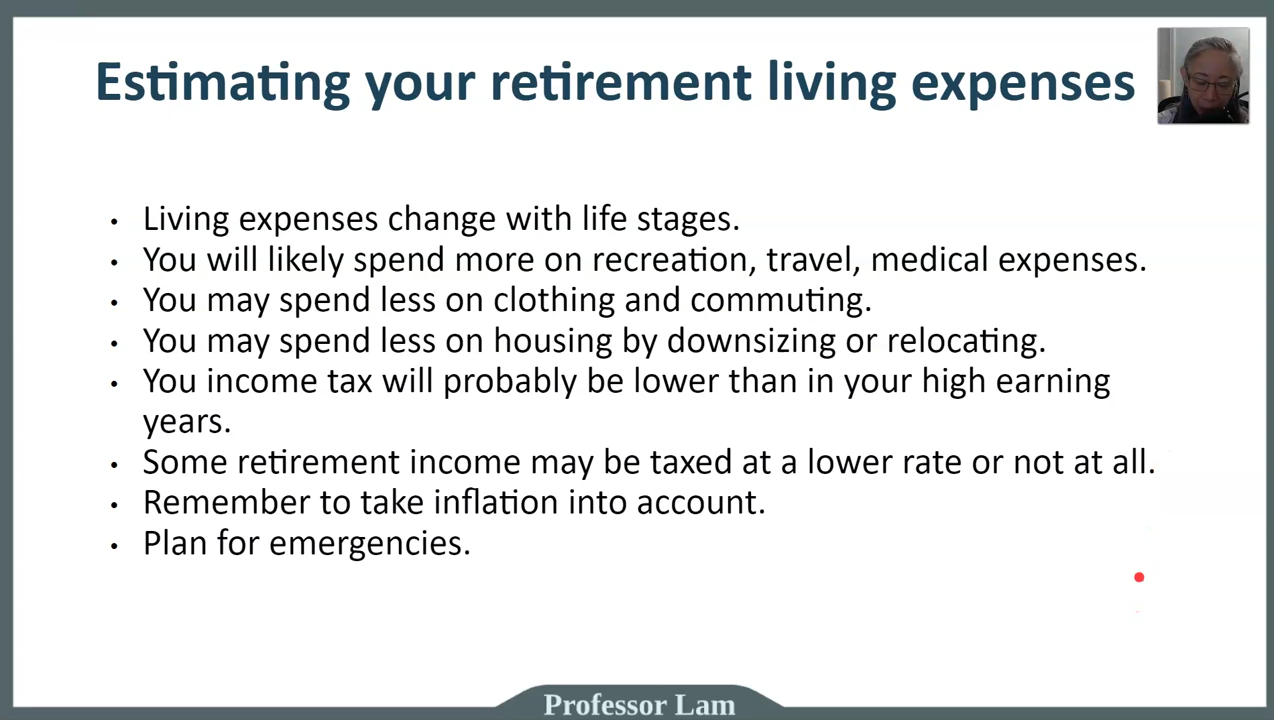 Estimating your retirement living expenses
• Living expenses change with life stages.
• You will likely spend more on recreation, travel, medical expenses.
• You may spend less on clothing and commuting.
• You may spend less on housing by downsizing or relocating.
• You income tax will probably be lower than in your high earning
years.
• Some retirement income may be taxed at a lower rate or not at all.
• Remember to take inflation into account.
• Plan for emergencies.
Professor Lam